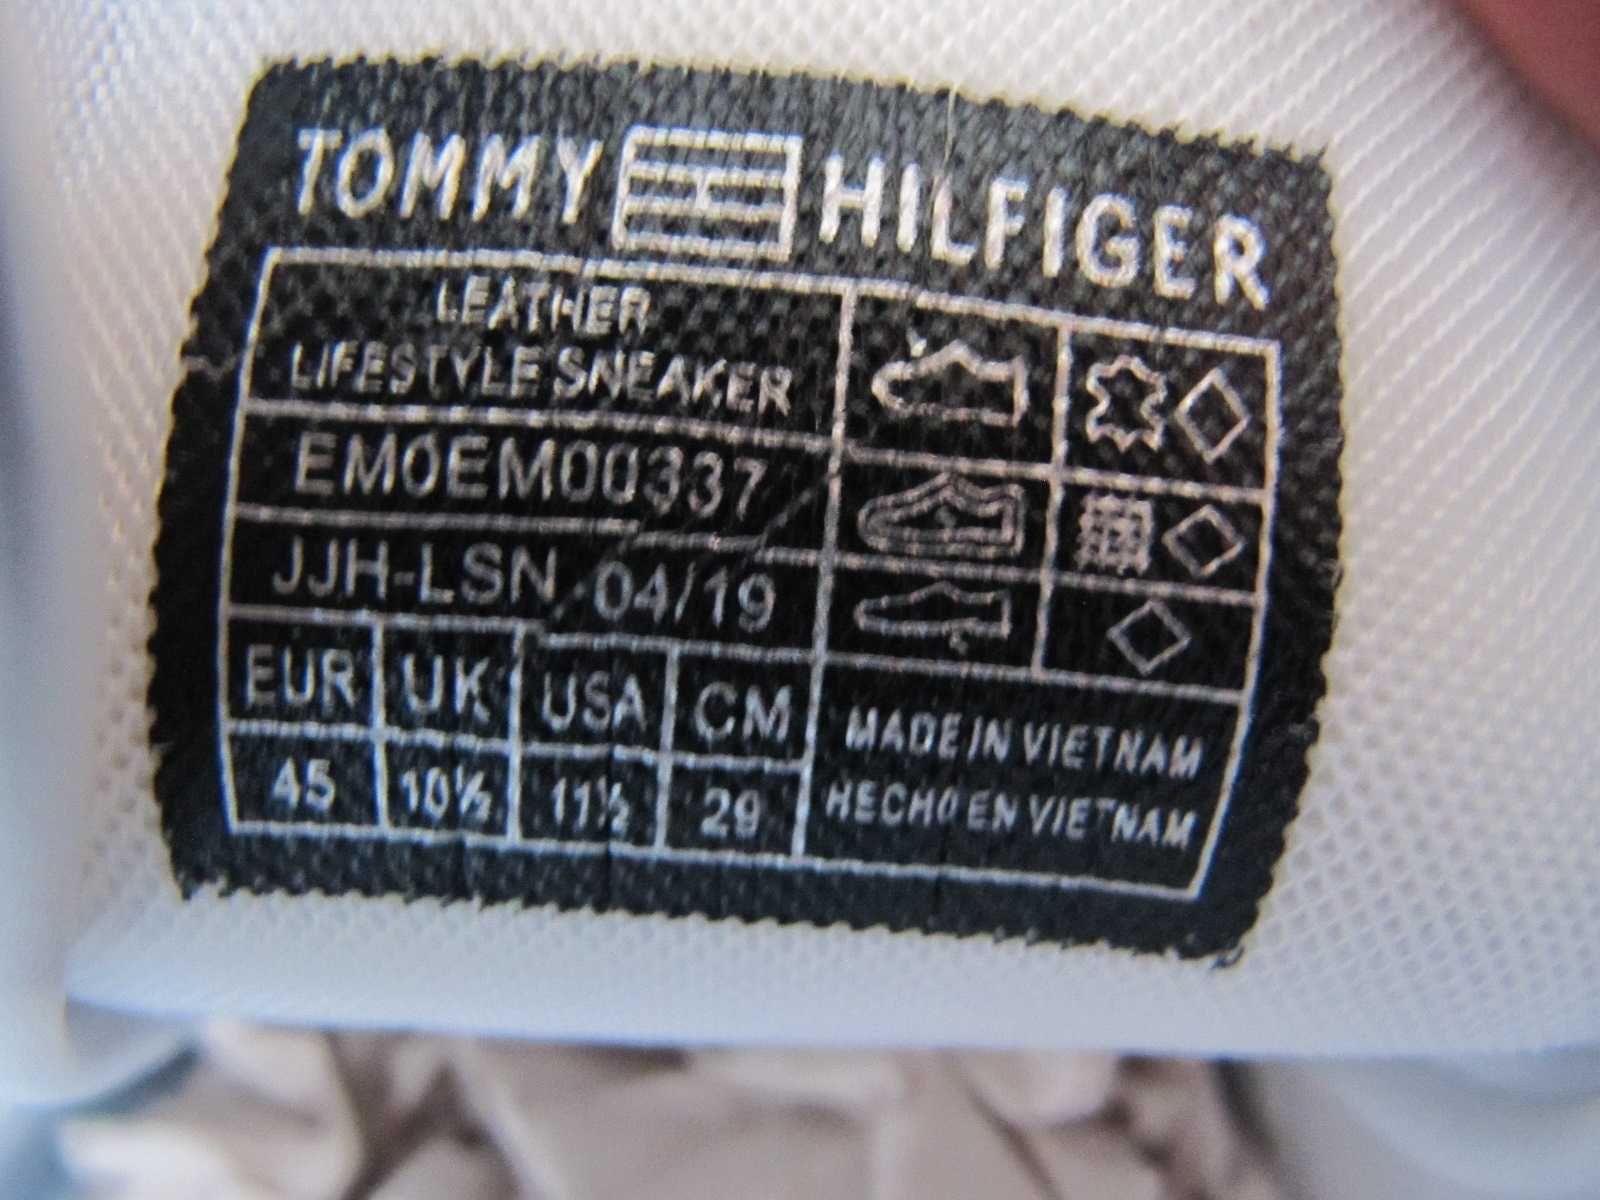 TOMMY HILFIGER
LEATHER
LIFESTYLE SNEAKER
EM0EM00337
JJH-LSN 04/19
EUR UK USA CM
45 10½ 11½ 29
MADE IN VIETNAM
HECHO EN VIETNAM